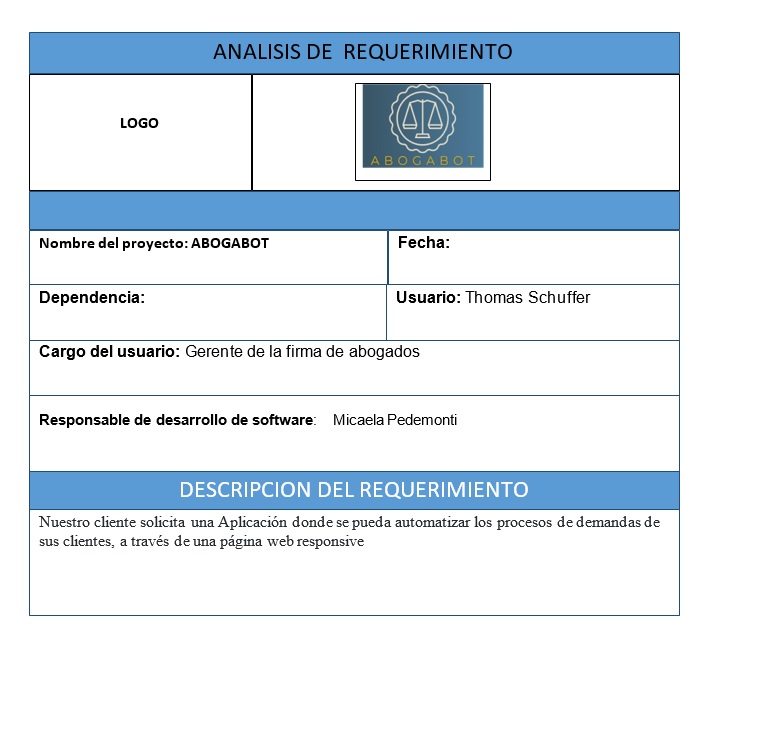 ANALISIS DE REQUERIMIENTO
LOGO
ABOGABOT
Nombre del proyecto: ABOGABOT
Fecha:
Dependencia:
Usuario: Thomas Schuffer
Cargo del usuario: Gerente de la firma de abogados
Responsable de desarrollo de software: Micaela Pedemonti
DESCRIPCION DEL REQUERIMIENTO
Nuestro cliente solicita una Aplicación donde se pueda automatizar los procesos de demandas de
sus clientes, a través de una página web responsive